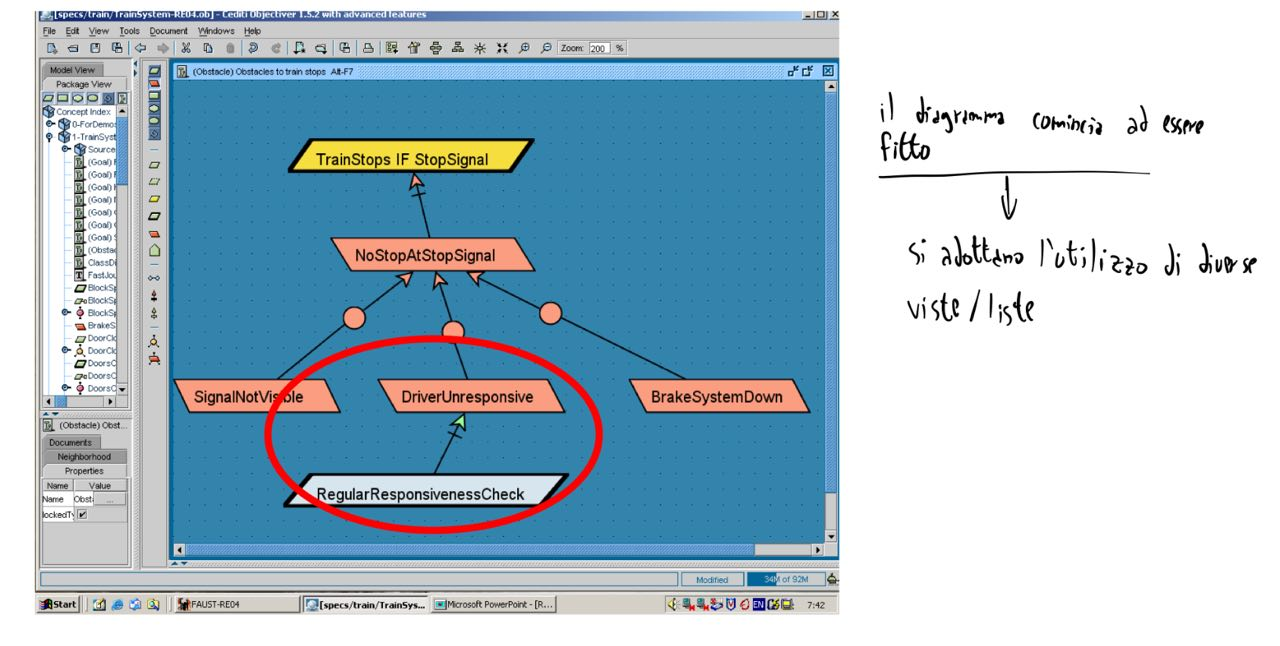 [specs/train/TrainSystem-RE04.ob] - Cediti Objectiver 1.5.2 with advanced features
File Edit View Tools Document Windows Help
Zoom: 200 %
Model View
Package View
Concept Index
0-ForDemo:
1-TrainSyst
Source
(Goal) F
(Goal) F
(Goal)
(Goal)
(Goal)
(Goal)
(Goal) S
(Obstac
ClassDi
FastJou
BlockSp
BlockSp
BlockSp
BrakeS
DoorClo
DoorClo
DoorsC
DoorsC
DoorsC
(Obstacle) Obst...
Documents
Neighborhood
Properties
Name Value
Name Obst ...
lockedTy
(Obstacle) Obstacles to train stops Alt-F7
TrainStops IF StopSignal
NoStopAtStopSignal
SignalNotVisible DriverUnresponsive BrakeSystemDown
RegularResponsivenessCheck
Modified 34M of 92M
Start FAUST-RE04 [specs/train/TrainSys... Microsoft PowerPoint - [R... EN 7:42
il diagramma comincia ad essere
fitto
si adottano l'utilizzo di diverse
viste/liste